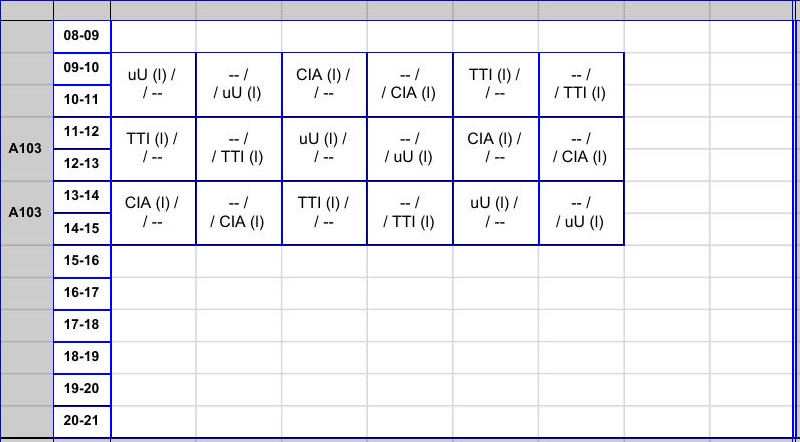 08-09
09-10
uU (l) / -- / CIA (l) / -- / TTI (l) / -- /
/ -- / uU (l) / -- / CIA (l) / -- / TTI (l)
10-11
11-12
TTI (l) / -- / uU (l) / -- / CIA (l) / -- /
A103
/ -- / TTI (l) / -- / uU (l) / -- / CIA (l)
12-13
13-14
CIA (l) / -- / TTI (l) / -- / uU (l) / -- /
A103
/ -- / CIA (l) / -- / TTI (l) / -- / uU (l)
14-15
15-16
16-17
17-18
18-19
19-20
20-21